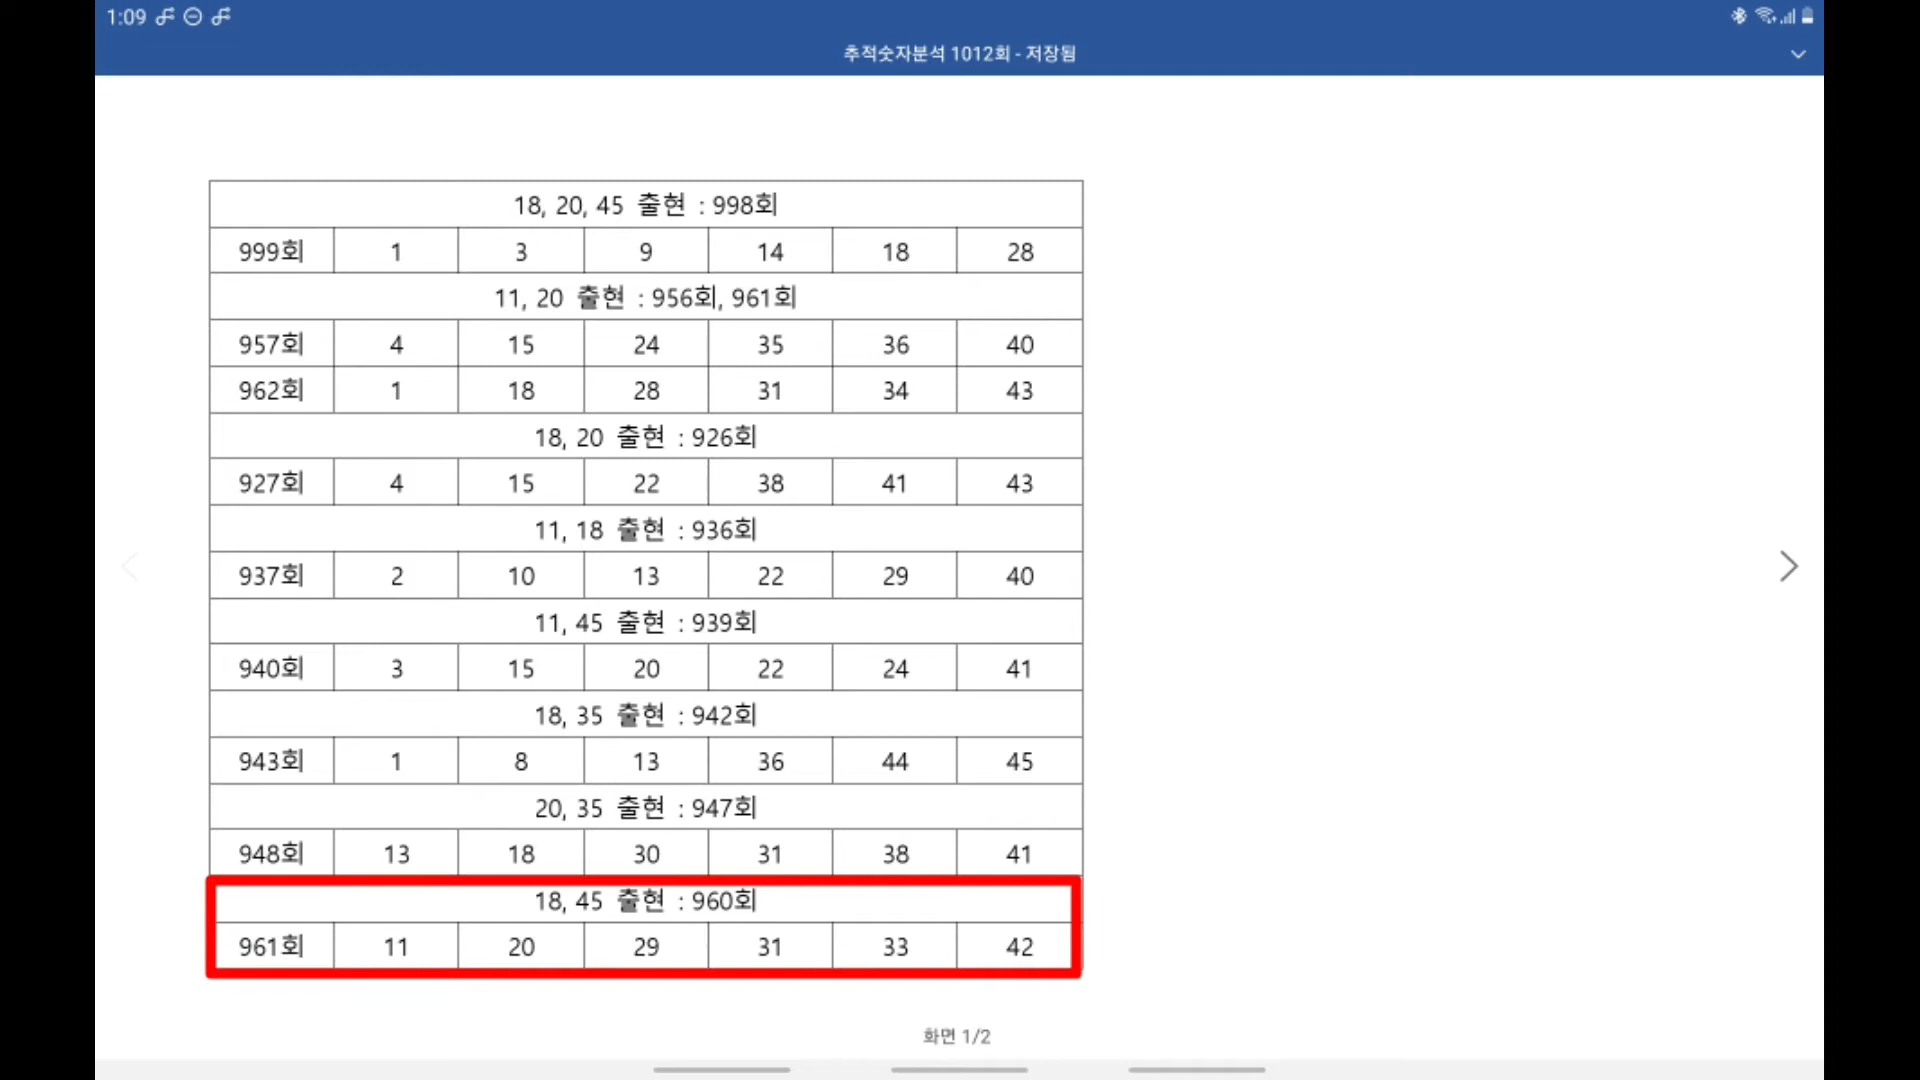 1:09
추적숫자분석 1012회 - 저장됨
18, 20, 45 출현 : 998회
999회 1 3 9 14 18 28
11, 20 출현 : 956회, 961회
957회 4 15 24 35 36 40
962회 1 18 28 31 34 43
18, 20 출현 : 926회
927회 4 15 22 38 41 43
11, 18 출현 : 936회
937회 2 10 13 22 29 40
11, 45 출현 : 939회
940회 3 15 20 22 24 41
18, 35 출현 : 942회
943회 1 8 13 36 44 45
20, 35 출현 : 947회
948회 13 18 30 31 38 41
18, 45 출현 : 960회
961회 11 20 29 31 33 42
화면 1/2